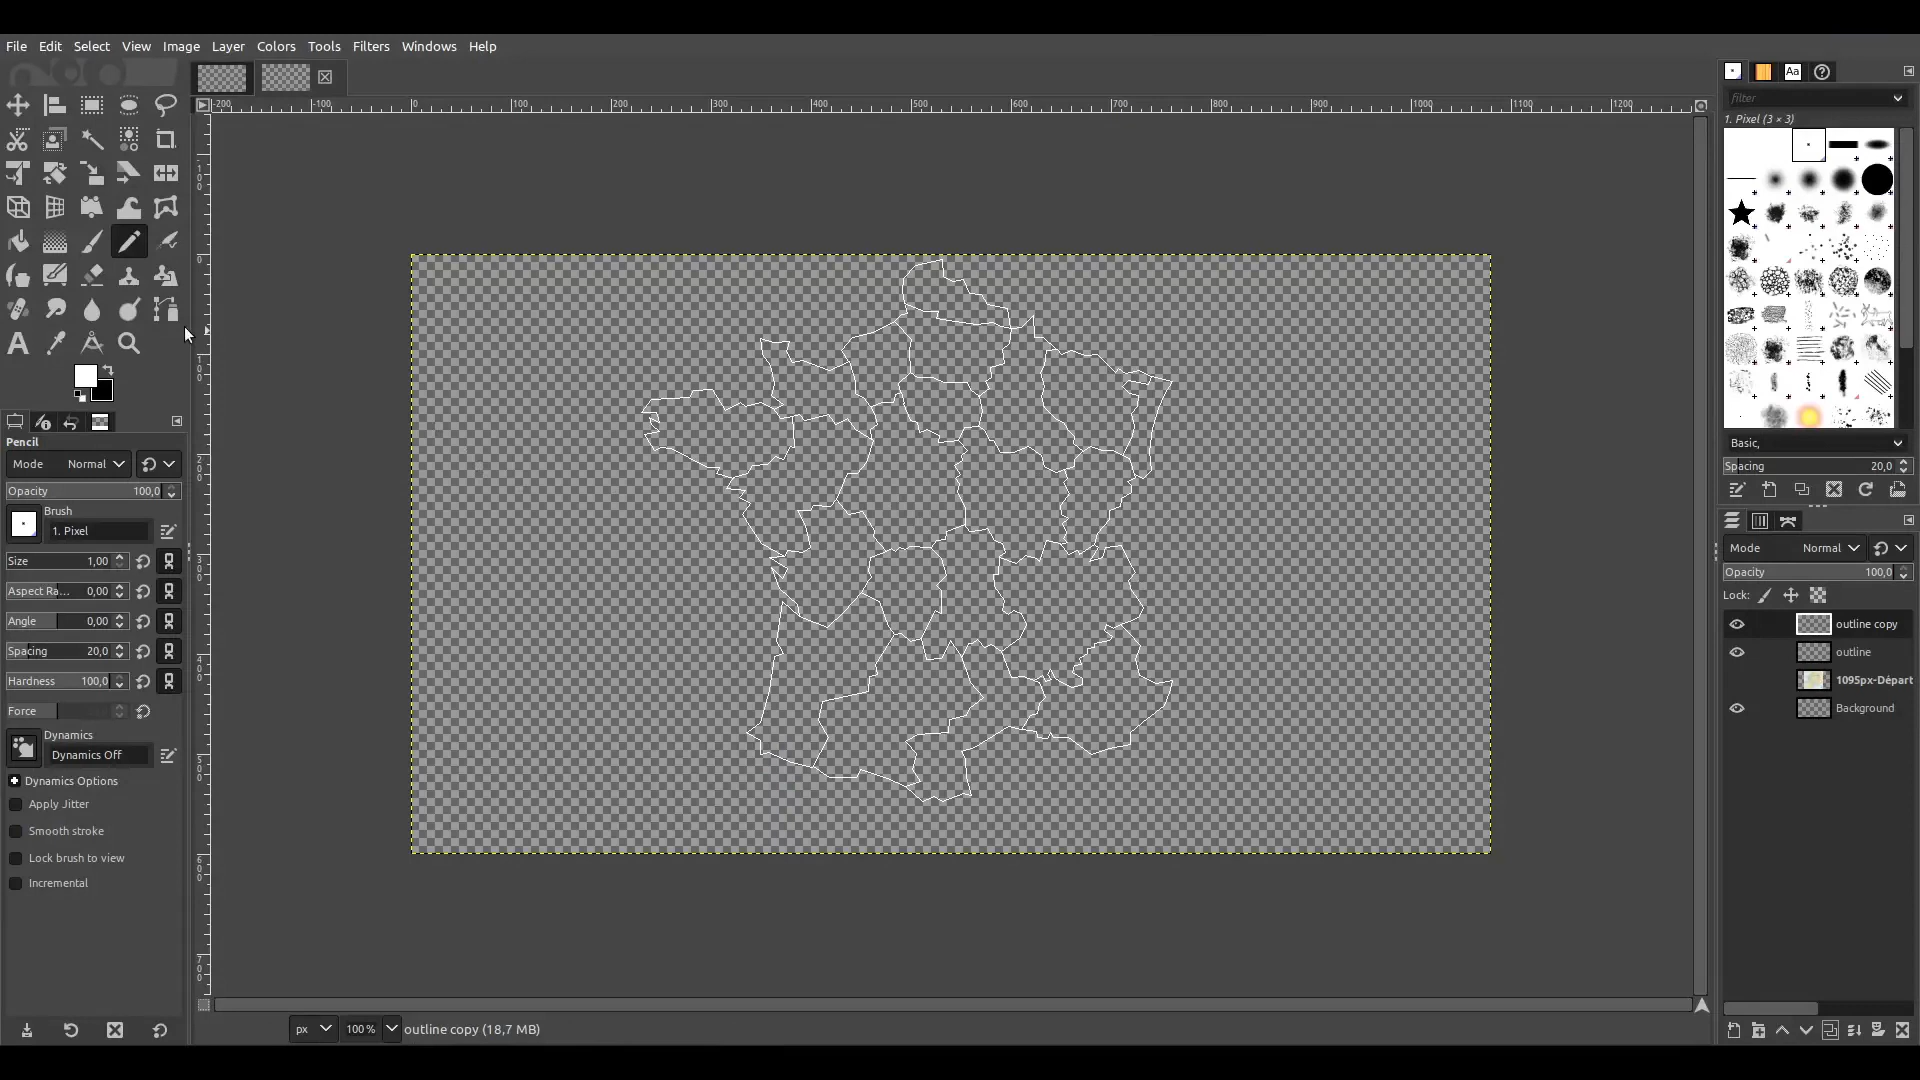 File Edit Select View Image Layer Colors Tools Filters Windows Help
-200 -100 0 100 200 300 400 500 600 700 800 900 1000 1100 1200
filter
1. Pixel (3 × 3)
Basic,
Spacing 20,0
Pencil
Mode Normal
Opacity 100,0
Brush
1. Pixel
Size 1,00
Aspect Ra... 0,00
Angle 0,00
Spacing 20,0
Hardness 100,0
Force
Dynamics
Dynamics Off
Dynamics Options
Apply Jitter
Smooth stroke
Lock brush to view
Incremental
Mode Normal
Opacity 100,0
Lock:
outline copy
outline
1095px-Départ
Background
px 100 % outline copy (18,7 MB)